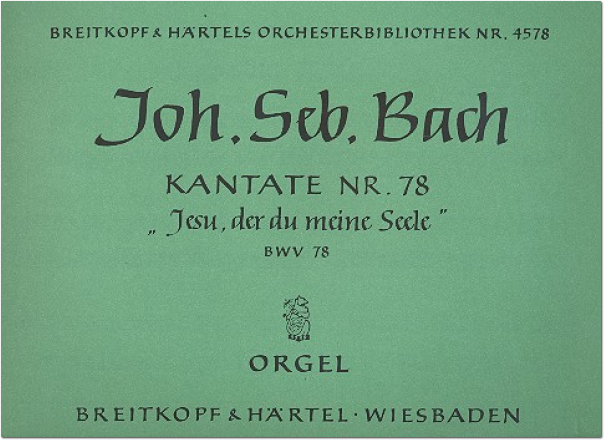 BREITKOPF & HÄRTELS ORCHESTERBIBLIOTHEK NR. 4578
Joh. Seb. Bach
KANTATE NR. 78
„Jesu, der du meine Seele"
BWV 78
ORGEL
BREITKOPF & HÄRTEL · WIESBADEN